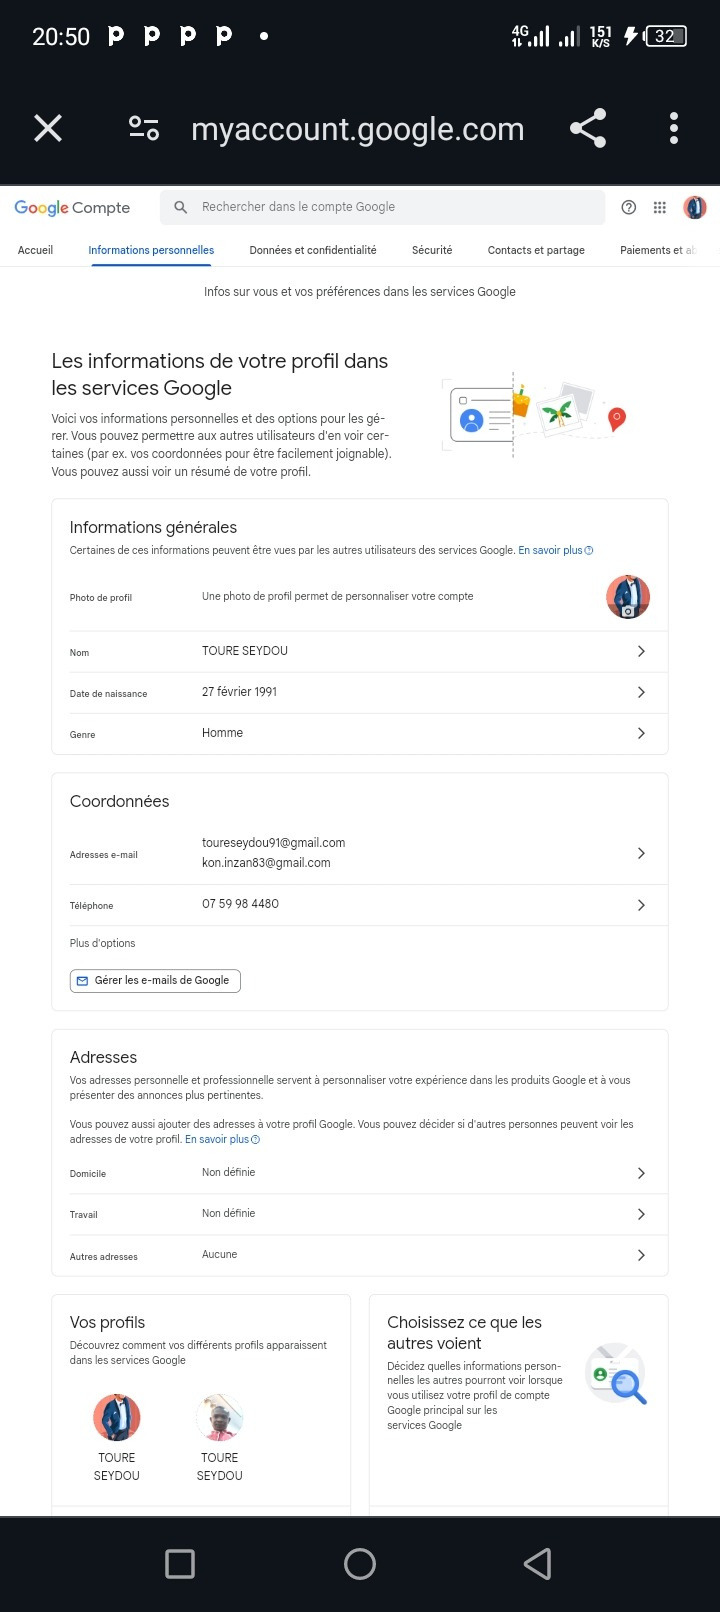 20:50
4G
151
K/S
32
myaccount.google.com
Google Compte
Rechercher dans le compte Google
Accueil
Informations personnelles
Données et confidentialité
Sécurité
Contacts et partage
Paiements et ab
Infos sur vous et vos préférences dans les services Google
Les informations de votre profil dans
les services Google
Voici vos informations personnelles et des options pour les gé-
rer. Vous pouvez permettre aux autres utilisateurs d'en voir cer-
taines (par ex. vos coordonnées pour être facilement joignable).
Vous pouvez aussi voir un résumé de votre profil.
Informations générales
Certaines de ces informations peuvent être vues par les autres utilisateurs des services Google. En savoir plus
Photo de profil
Une photo de profil permet de personnaliser votre compte
Nom
TOURE SEYDOU
Date de naissance
27 février 1991
Genre
Homme
Coordonnées
Adresses e-mail
toureseydou91@gmail.com
kon.inzan83@gmail.com
Téléphone
07 59 98 4480
Plus d'options
Gérer les e-mails de Google
Adresses
Vos adresses personnelle et professionnelle servent à personnaliser votre expérience dans les produits Google et à vous
présenter des annonces plus pertinentes.
Vous pouvez aussi ajouter des adresses à votre profil Google. Vous pouvez décider si d'autres personnes peuvent voir les
adresses de votre profil. En savoir plus
Domicile
Non définie
Travail
Non définie
Autres adresses
Aucune
Vos profils
Découvrez comment vos différents profils apparaissent
dans les services Google
TOURE
SEYDOU
TOURE
SEYDOU
Choisissez ce que les
autres voient
Décidez quelles informations person-
nelles les autres pourront voir lorsque
vous utilisez votre profil de compte
Google principal sur les
services Google